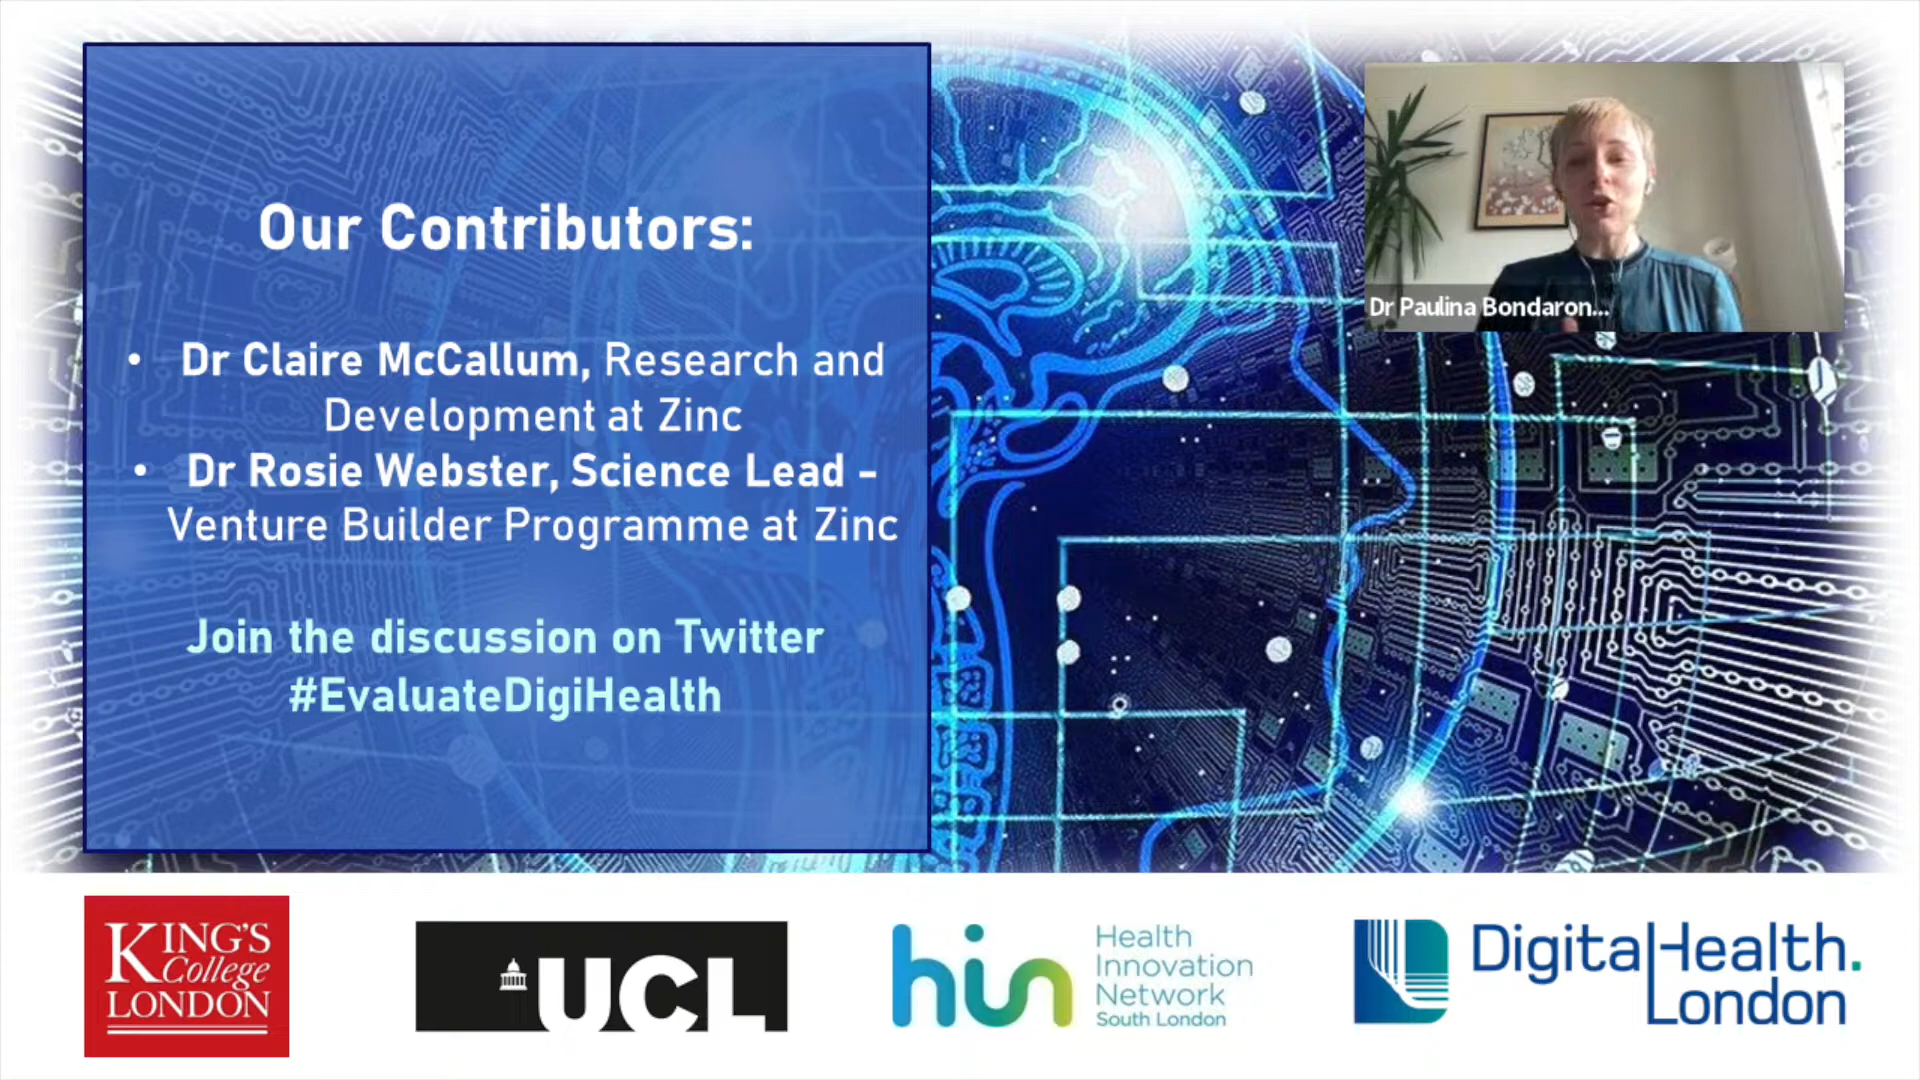 Our Contributors:
• Dr Claire McCallum, Research and
Development at Zinc
• Dr Rosie Webster, Science Lead -
Venture Builder Programme at Zinc
Join the discussion on Twitter
#EvaluateDigiHealth
Dr Paulina Bondaron...
KING'S
College
LONDON
UCL
hin
Health
Innovation
Network
South London
DigitalHealth.
London